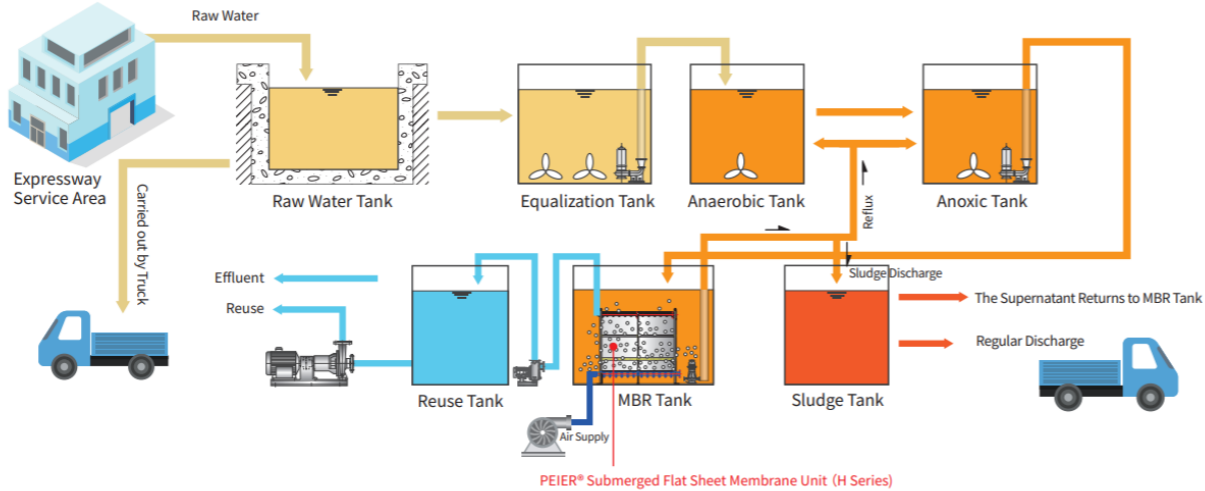 Raw Water
Expressway
Service Area
Carried out by Truck
Raw Water Tank
Equalization Tank
Anaerobic Tank
Anoxic Tank
Reflux
Sludge Discharge
Effluent
Reuse
The Supernatant Returns to MBR Tank
Regular Discharge
Reuse Tank
MBR Tank
Sludge Tank
Air Supply
PEIER® Submerged Flat Sheet Membrane Unit (H Series)